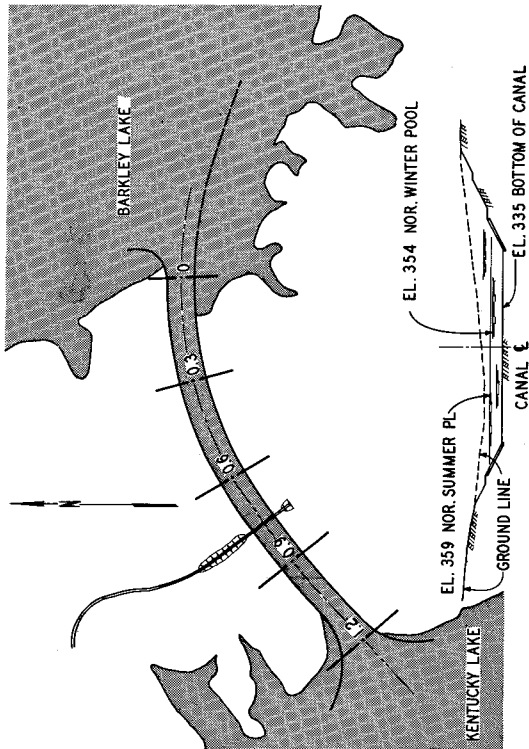 BARKLEY LAKE
N
0
0.3
0.6
0.9
1.2
KENTUCKY LAKE
EL. 359 NOR. SUMMER PL
GROUND LINE
EL. 354 NOR. WINTER POOL
CANAL ℄
EL. 335 BOTTOM OF CANAL